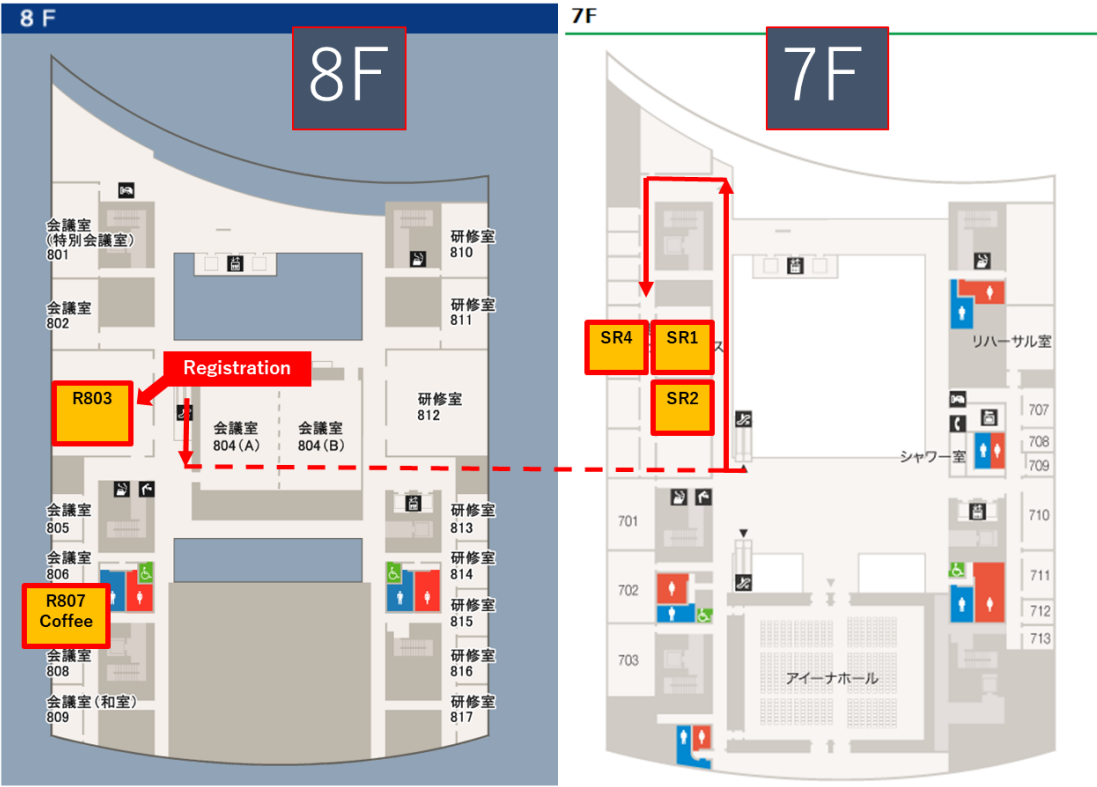 8F
8F
会議室
(特別会議室)
801
会議室
802
Registration
R803
会議室
804(A)
会議室
804(B)
研修室
810
研修室
811
研修室
812
会議室
805
会議室
806
R807
Coffee
会議室
808
会議室(和室)
809
研修室
813
研修室
814
研修室
815
研修室
816
研修室
817
7F
7F
SR4
SR1
ス
SR2
リハーサル室
707
708
シャワー室
709
701
710
702
711
712
703
713
アイーナホール